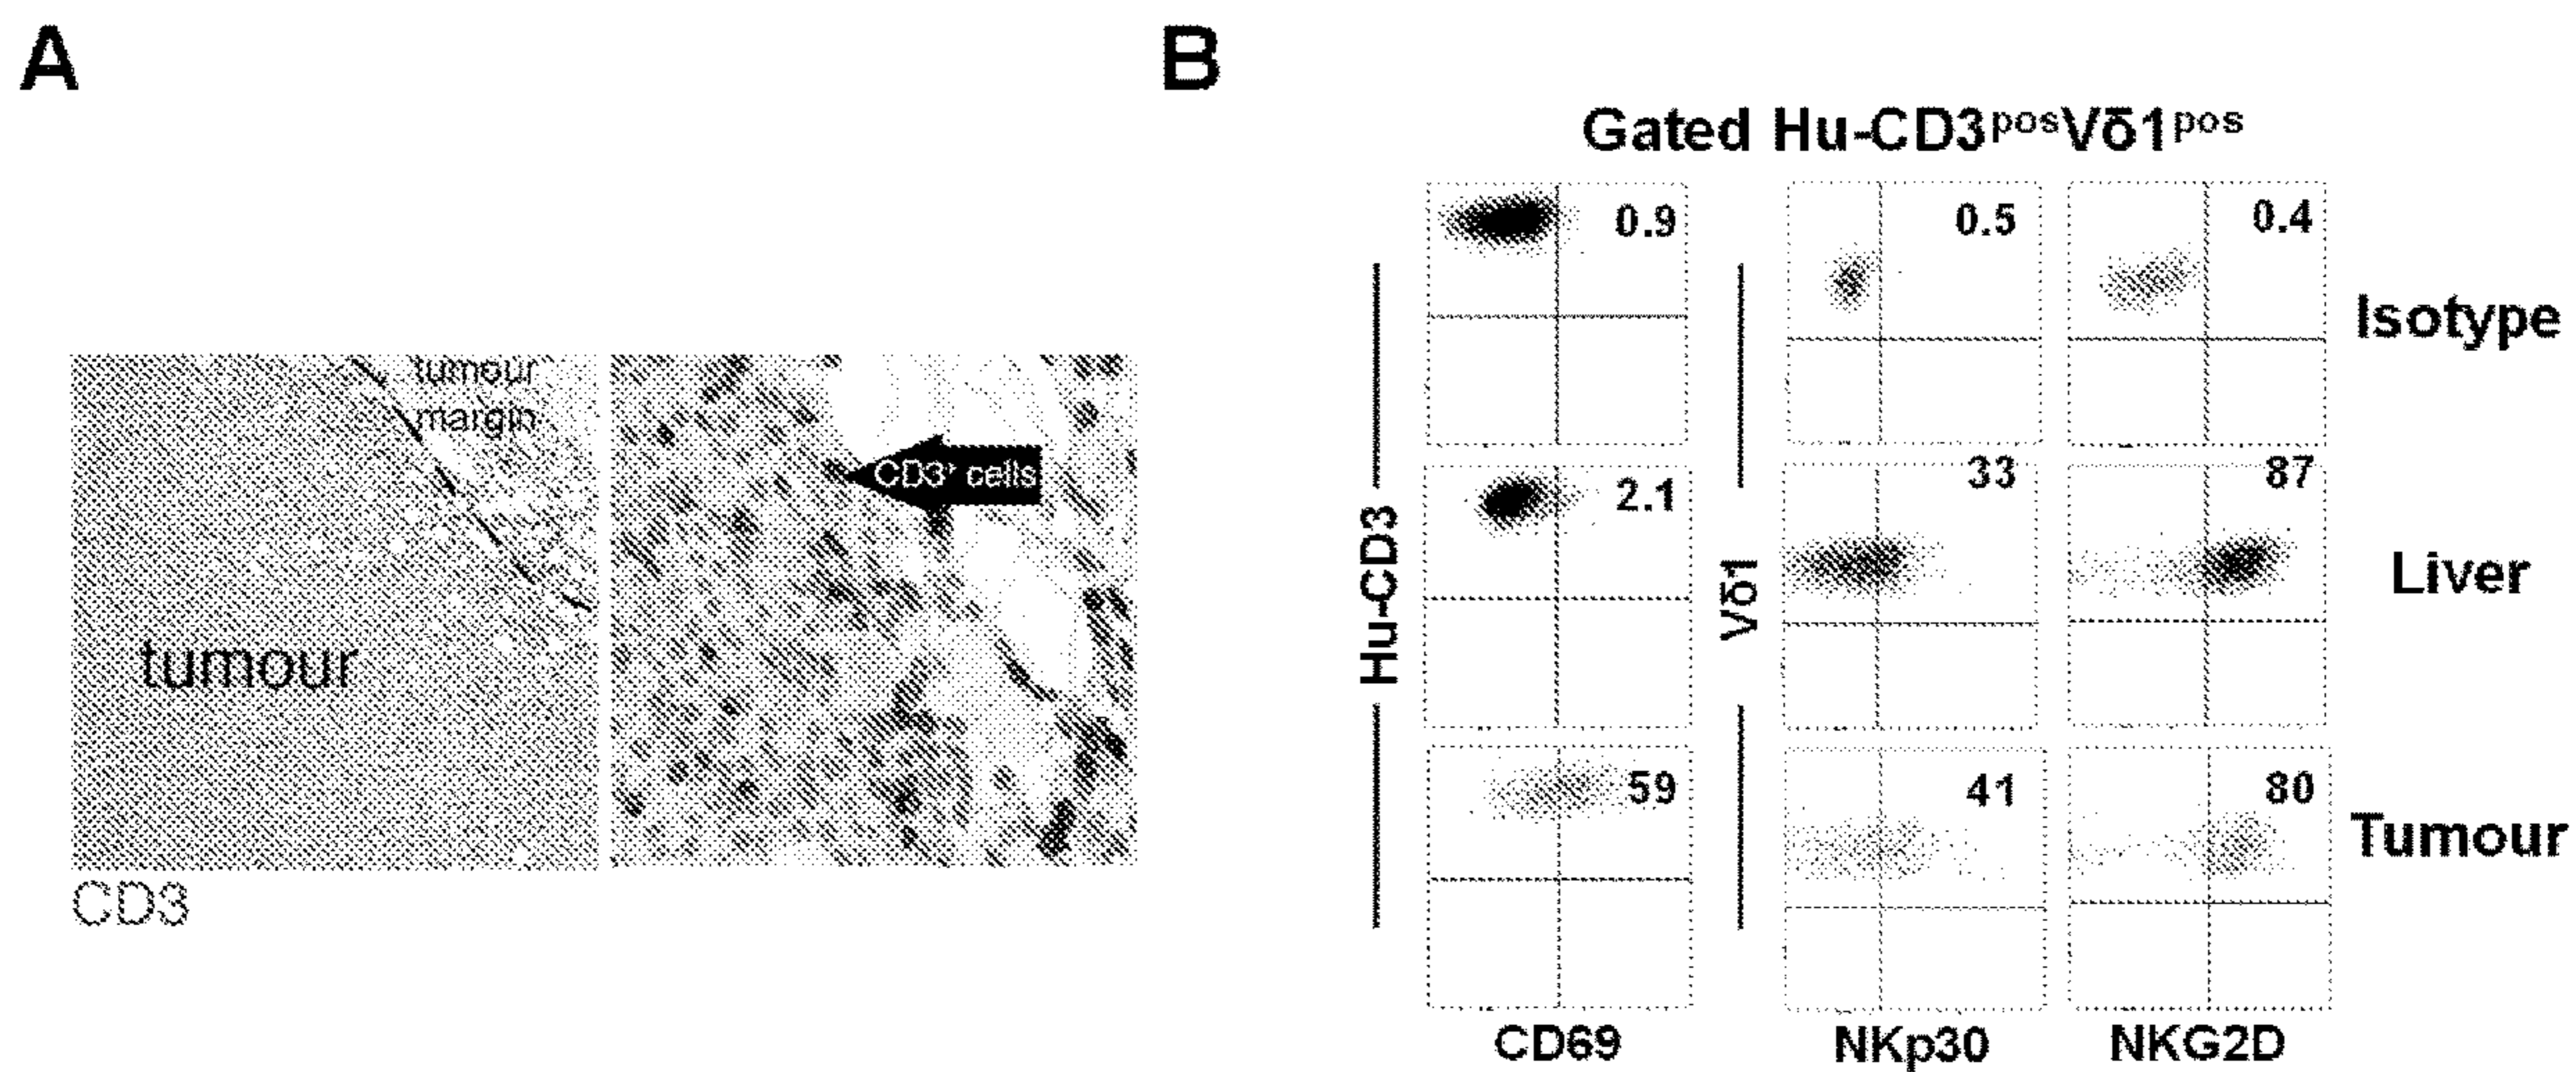 A
tumour
margin
tumour
CD3⁺ cells
CD3
B
Gated Hu-CD3ᵖᵒˢVδ1ᵖᵒˢ
0.9
0.5
0.4
Isotype
2.1
33
87
Liver
59
41
80
Tumour
Hu-CD3
Vδ1
CD69
NKp30
NKG2D